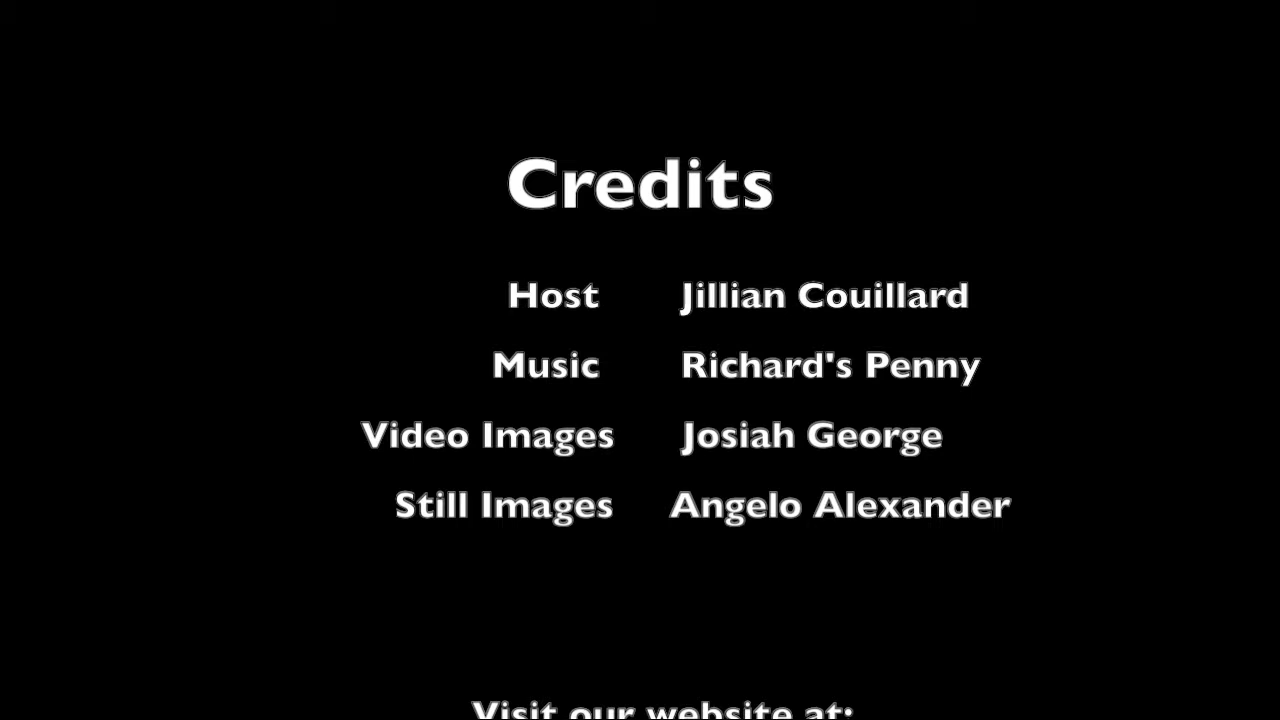 Credits
Host Jillian Couillard
Music Richard's Penny
Video Images Josiah George
Still Images Angelo Alexander
Visit our website at: